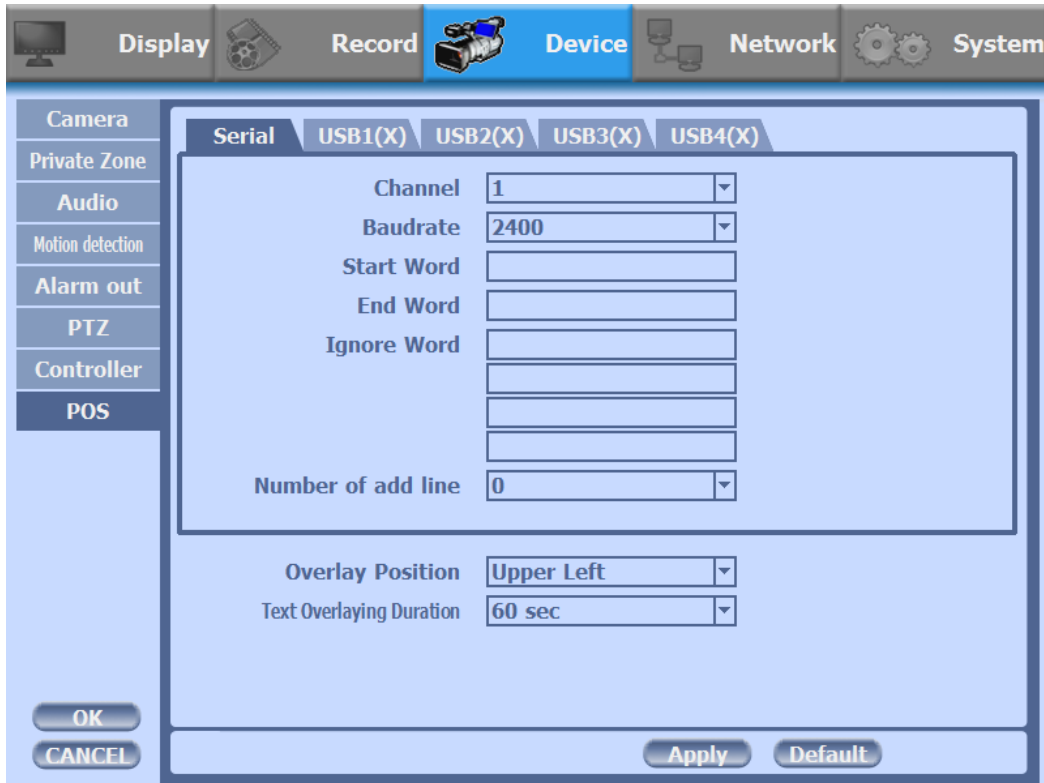 Display Record Device Network System
Camera
Private Zone
Audio
Motion detection
Alarm out
PTZ
Controller
POS
OK
CANCEL
Serial USB1(X) USB2(X) USB3(X) USB4(X)
Channel 1
Baudrate 2400
Start Word
End Word
Ignore Word
Number of add line 0
Overlay Position Upper Left
Text Overlaying Duration 60 sec
Apply Default